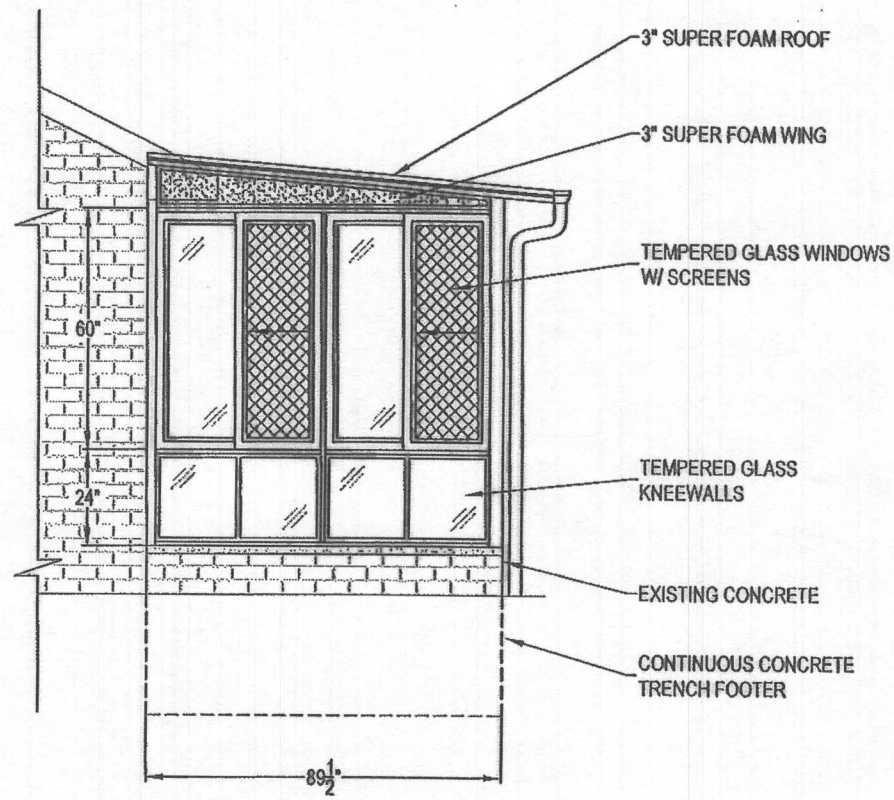 3" SUPER FOAM ROOF
3" SUPER FOAM WING
TEMPERED GLASS WINDOWS
W/ SCREENS
60"
TEMPERED GLASS
KNEEWALLS
24"
EXISTING CONCRETE
CONTINUOUS CONCRETE
TRENCH FOOTER
89 1/2"